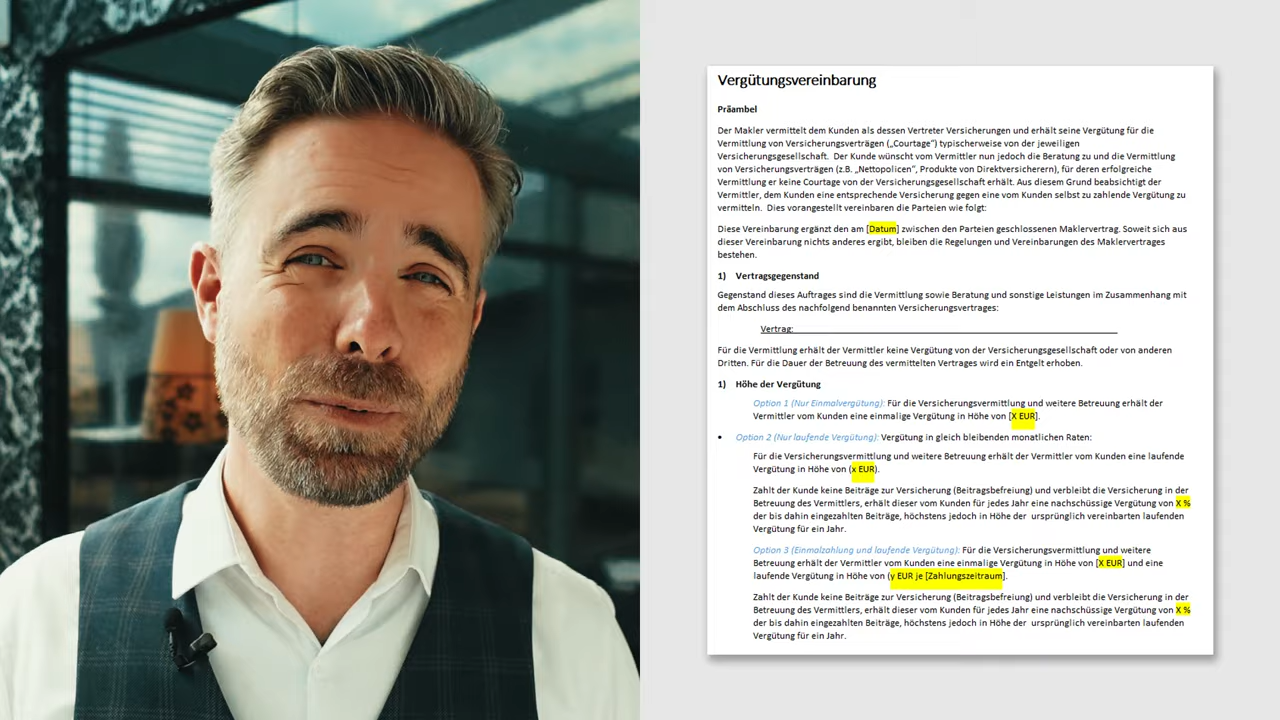 Vergütungsvereinbarung
Präambel
Der Makler vermittelt dem Kunden als dessen Vertreter Versicherungen und erhält seine Vergütung für die
Vermittlung von Versicherungsverträgen („Courtage“) typischerweise von der jeweiligen
Versicherungsgesellschaft. Der Kunde wünscht vom Vermittler nun jedoch die Beratung zu und die Vermittlung
von Versicherungsverträgen (z.B. „Nettopolicen“, Produkte von Direktversicherern), für deren erfolgreiche
Vermittlung er keine Courtage von der Versicherungsgesellschaft erhält. Aus diesem Grund beabsichtigt der
Vermittler, dem Kunden eine entsprechende Versicherung gegen eine vom Kunden selbst zu zahlende Vergütung zu
vermitteln. Dies vorangestellt vereinbaren die Parteien wie folgt:
Diese Vereinbarung ergänzt den am [Datum] zwischen den Parteien geschlossenen Maklervertrag. Soweit sich aus
dieser Vereinbarung nichts anderes ergibt, bleiben die Regelungen und Vereinbarungen des Maklervertrages
bestehen.
1) Vertragsgegenstand
Gegenstand dieses Auftrages sind die Vermittlung sowie Beratung und sonstige Leistungen im Zusammenhang mit
dem Abschluss des nachfolgend benannten Versicherungsvertrages:
Vertrag:
Für die Vermittlung erhält der Vermittler keine Vergütung von der Versicherungsgesellschaft oder von anderen
Dritten. Für die Dauer der Betreuung des vermittelten Vertrages wird ein Entgelt erhoben.
1) Höhe der Vergütung
Option 1 (Nur Einmalvergütung): Für die Versicherungsvermittlung und weitere Betreuung erhält der
Vermittler vom Kunden eine einmalige Vergütung in Höhe von [X EUR].
• Option 2 (Nur laufende Vergütung): Vergütung in gleich bleibenden monatlichen Raten:
Für die Versicherungsvermittlung und weitere Betreuung erhält der Vermittler vom Kunden eine laufende
Vergütung in Höhe von (x EUR).
Zahlt der Kunde keine Beiträge zur Versicherung (Beitragsbefreiung) und verbleibt die Versicherung in der
Betreuung des Vermittlers, erhält dieser vom Kunden für jedes Jahr eine nachschüssige Vergütung von X %
der bis dahin eingezahlten Beiträge, höchstens jedoch in Höhe der ursprünglich vereinbarten laufenden
Vergütung für ein Jahr.
Option 3 (Einmalzahlung und laufende Vergütung): Für die Versicherungsvermittlung und weitere
Betreuung erhält der Vermittler vom Kunden eine einmalige Vergütung in Höhe von [X EUR] und eine
laufende Vergütung in Höhe von (y EUR je [Zahlungszeitraum].
Zahlt der Kunde keine Beiträge zur Versicherung (Beitragsbefreiung) und verbleibt die Versicherung in der
Betreuung des Vermittlers, erhält dieser vom Kunden für jedes Jahr eine nachschüssige Vergütung von X %
der bis dahin eingezahlten Beiträge, höchstens jedoch in Höhe der ursprünglich vereinbarten laufenden
Vergütung für ein Jahr.